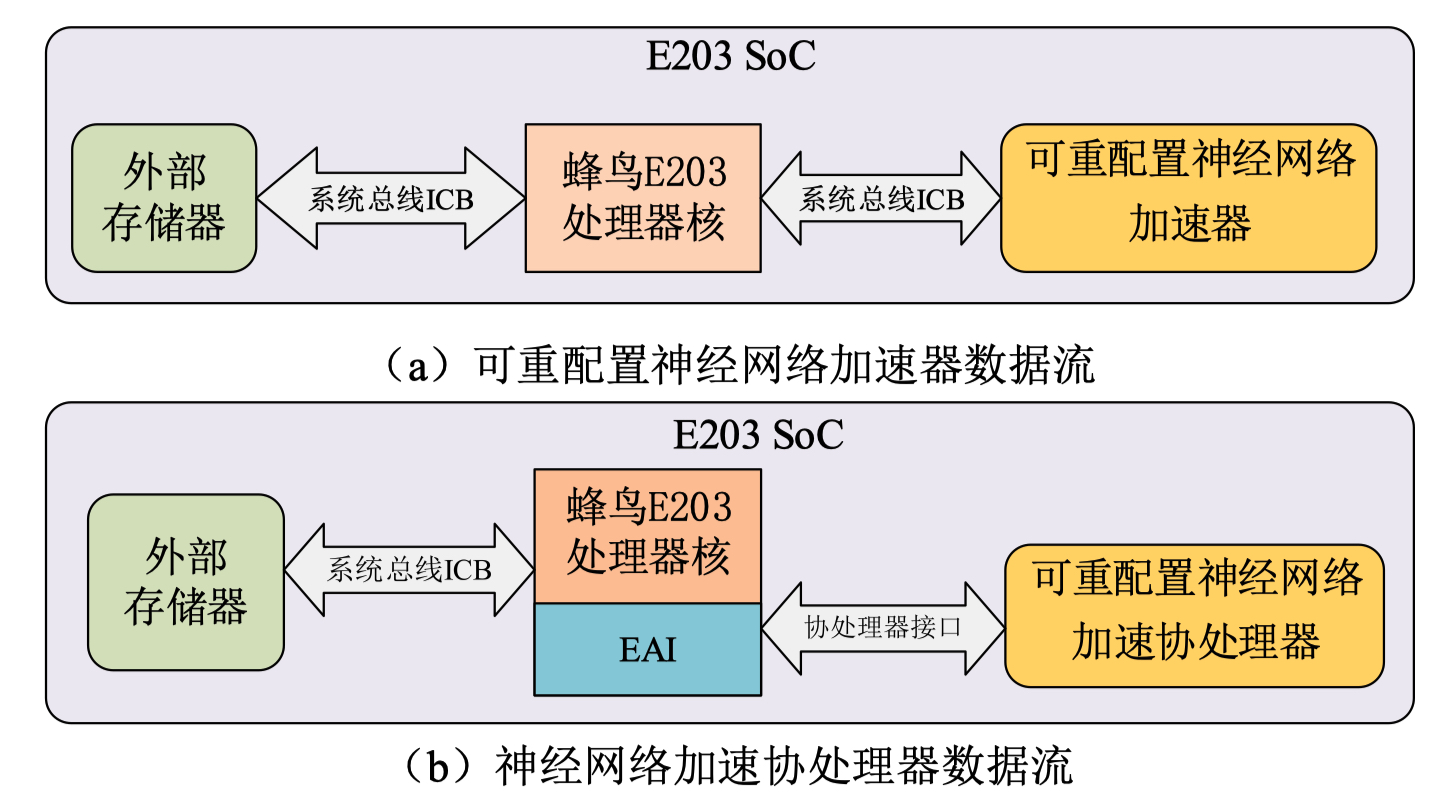 E203 SoC
外部
存储器
系统总线ICB
蜂鸟E203
处理器核
系统总线ICB
可重配置神经网络
加速器
（a）可重配置神经网络加速器数据流
E203 SoC
外部
存储器
系统总线ICB
蜂鸟E203
处理器核
EAI
协处理器接口
可重配置神经网络
加速协处理器
（b）神经网络加速协处理器数据流